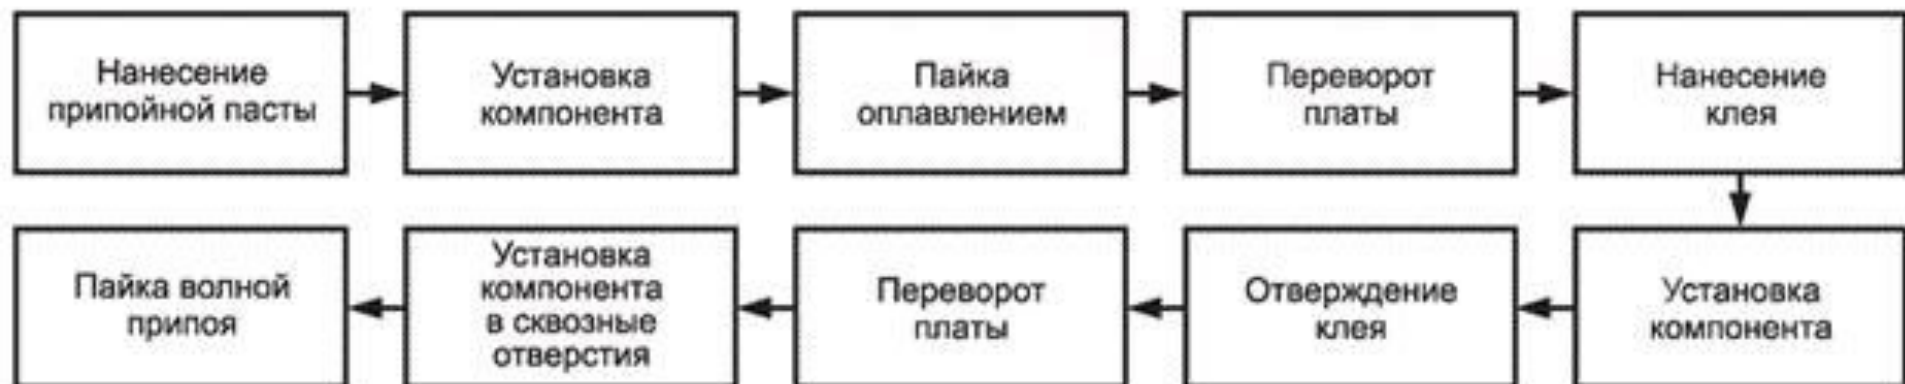 Нанесение
припойной пасты
Установка
компонента
Пайка
оплавлением
Переворот
платы
Нанесение
клея
Пайка волной
припоя
Установка
компонента
в сквозные
отверстия
Переворот
платы
Отверждение
клея
Установка
компонента